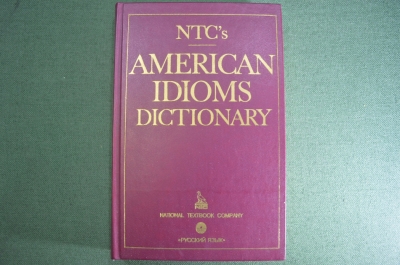 NTC's
AMERICAN
IDIOMS
DICTIONARY
NATIONAL TEXTBOOK COMPANY
«РУССКИЙ ЯЗЫК»